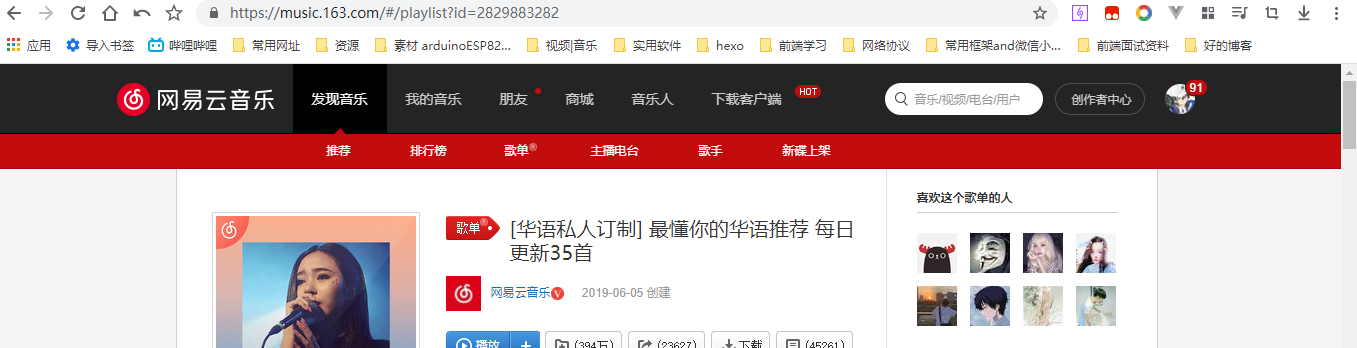 https://music.163.com/#/playlist?id=2829883282
应用 导入书签 哔哩哔哩 常用网址 资源 素材 arduinoESP82... 视频|音乐 实用软件 hexo 前端学习 网络协议 常用框架and微信小... 前端面试资料 好的博客
网易云音乐 发现音乐 我的音乐 朋友 商城 音乐人 下载客户端 HOT 音乐/视频/电台/用户 创作者中心 91
推荐 排行榜 歌单® 主播电台 歌手 新碟上架
喜欢这个歌单的人
歌单® [华语私人订制] 最懂你的华语推荐 每日
更新35首
网易云音乐 V 2019-06-05 创建
播放 + (394万) (23627) 下载 (45261)